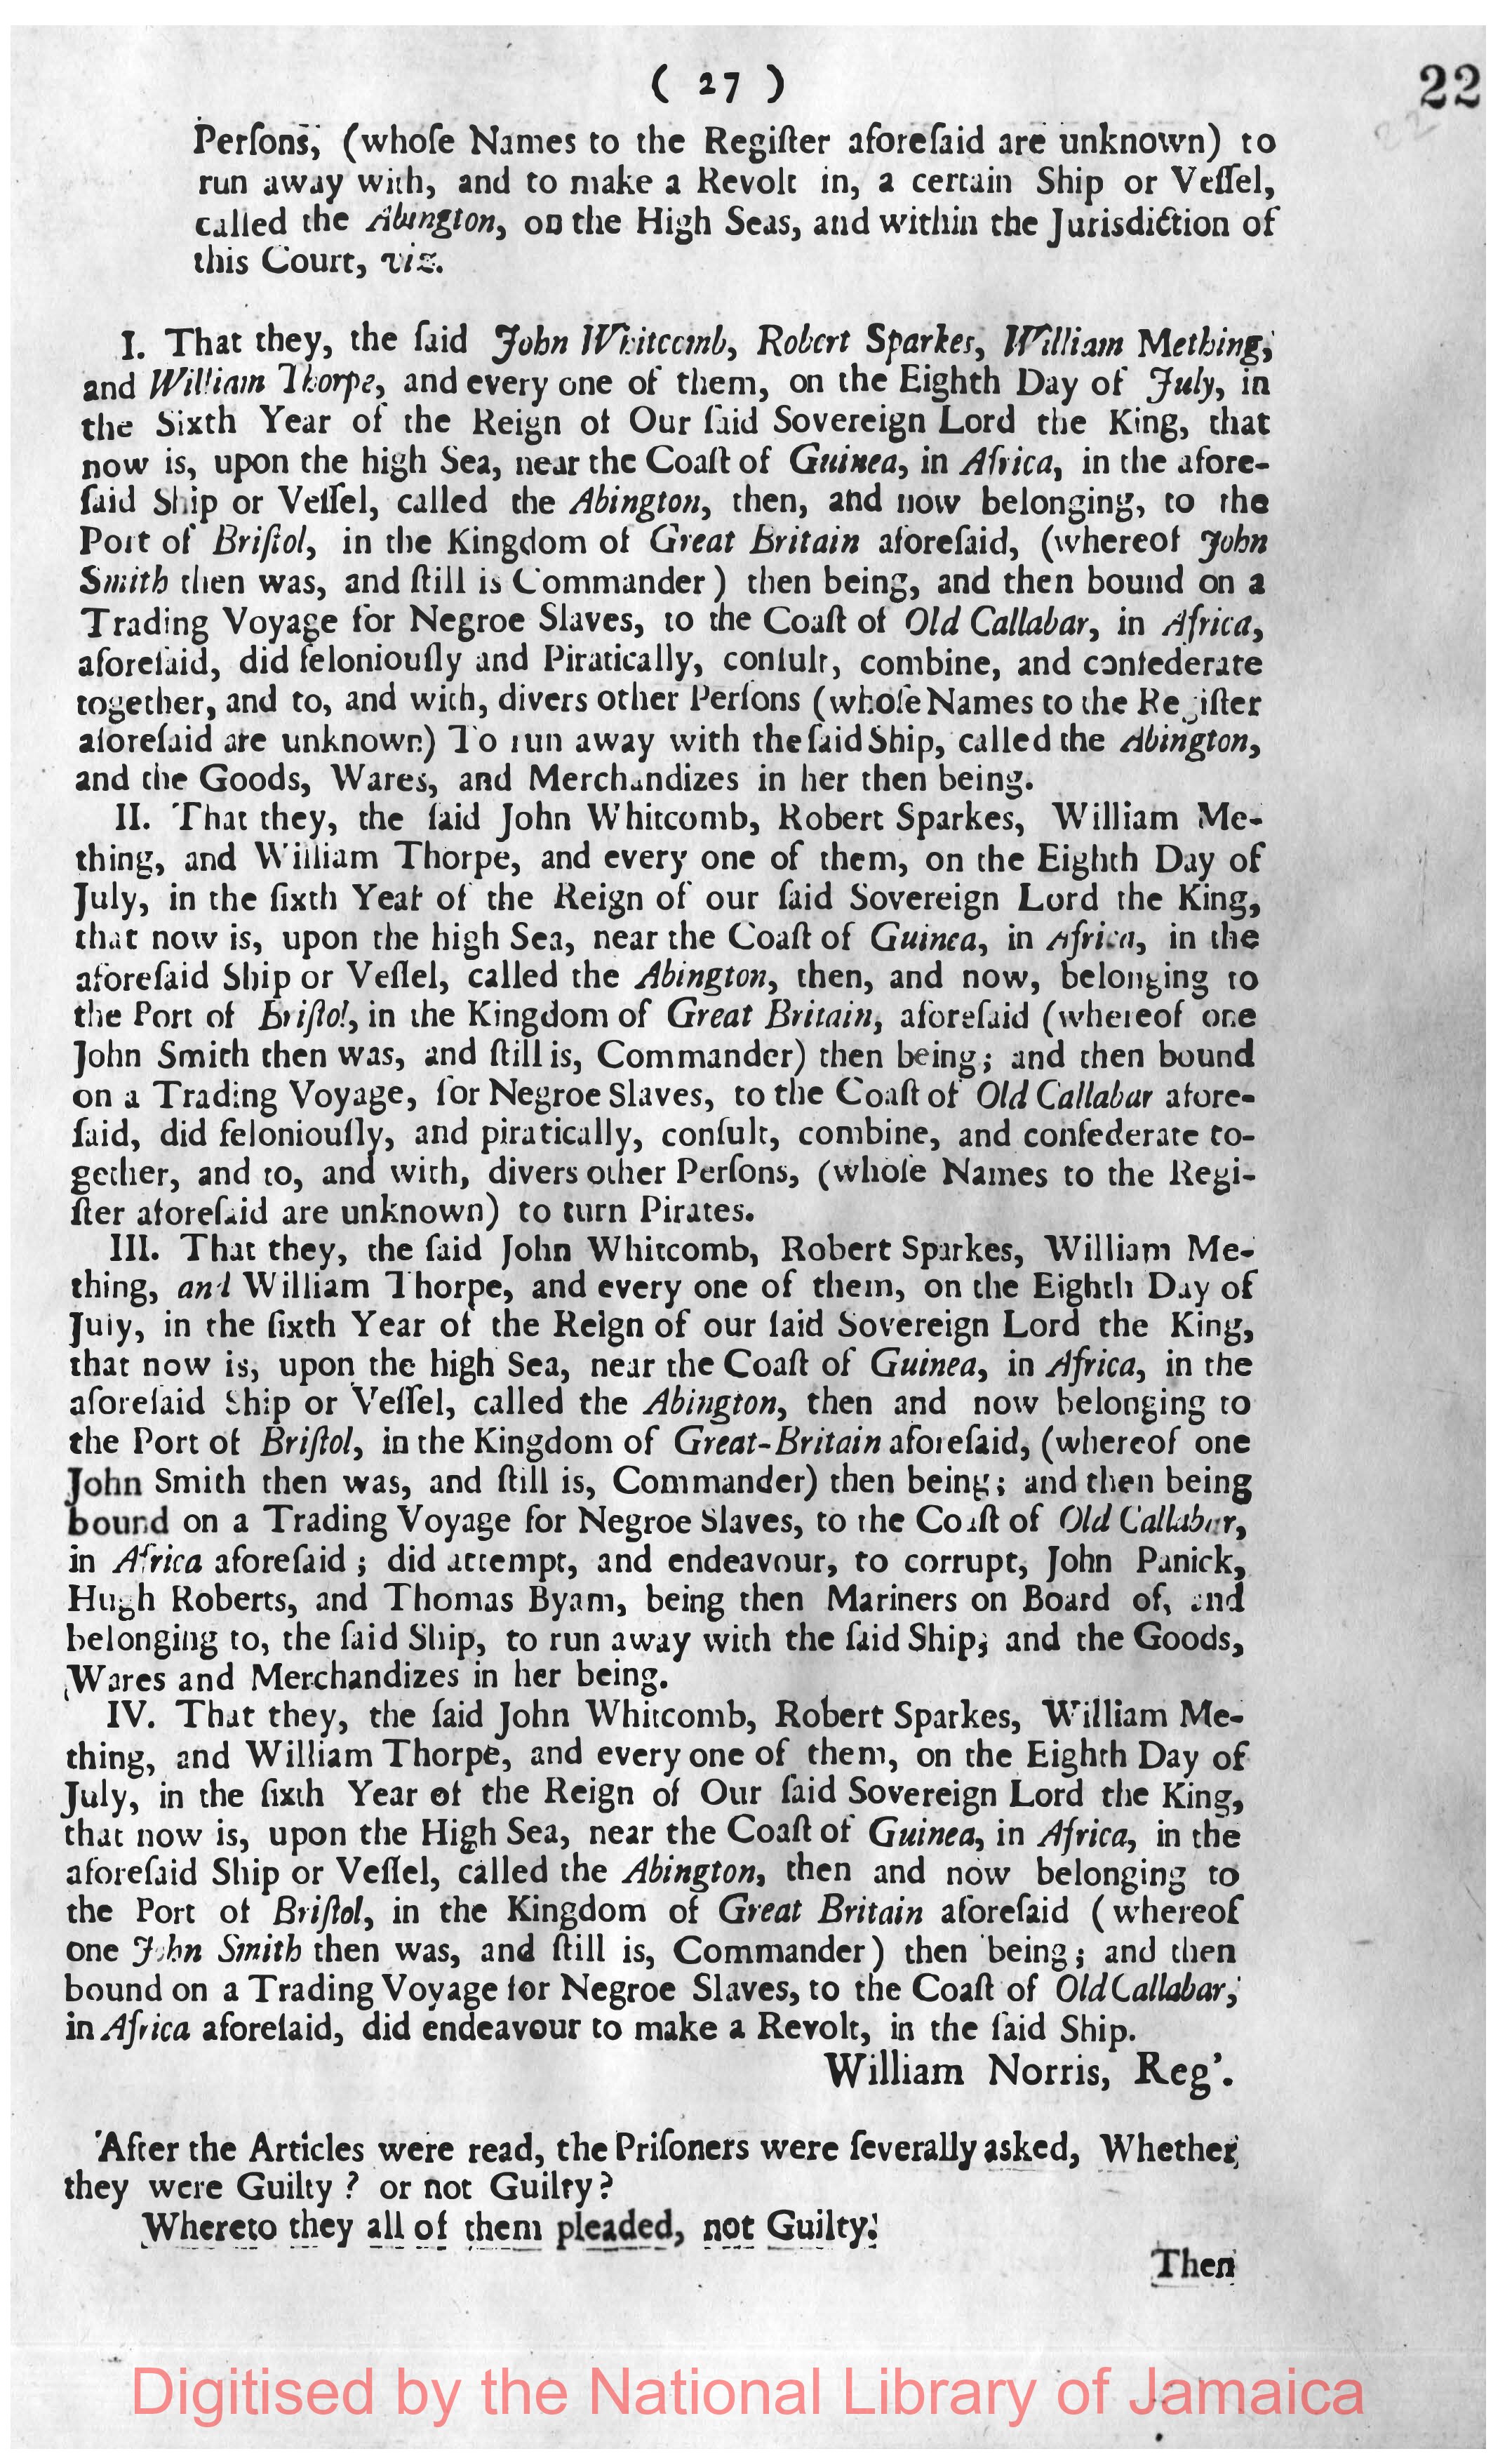 ( 27 )
22
22
Perſons, (whoſe Names to the Regiſter aforeſaid are unknown) to
run away with, and to make a Revolt in, a certain Ship or Veſſel,
called the Abington, on the High Seas, and within the Jurisdiction of
this Court, viz.
I. That they, the ſaid John Whitcomb, Robert Sparkes, William Mething,
and William Thorpe, and every one of them, on the Eighth Day of July, in
the Sixth Year of the Reign of Our ſaid Sovereign Lord the King, that
now is, upon the high Sea, near the Coaſt of Guinea, in Africa, in the afore-
ſaid Ship or Veſſel, called the Abington, then, and now belonging, to the
Port of Briſtol, in the Kingdom of Great Britain aforeſaid, (whereof John
Smith then was, and ſtill is Commander) then being, and then bound on a
Trading Voyage for Negroe Slaves, to the Coaſt of Old Callabar, in Africa,
aforeſaid, did feloniouſly and Piratically, conſult, combine, and confederate
together, and to, and with, divers other Perſons (whoſe Names to the Regiſter
aforeſaid are unknown) To run away with the ſaid Ship, called the Abington,
and the Goods, Wares, and Merchandizes in her then being.
II. That they, the ſaid John Whitcomb, Robert Sparkes, William Me-
thing, and William Thorpe, and every one of them, on the Eighth Day of
July, in the ſixth Year of the Reign of our ſaid Sovereign Lord the King,
that now is, upon the high Sea, near the Coaſt of Guinea, in Africa, in the
aforeſaid Ship or Veſſel, called the Abington, then, and now, belonging to
the Port of Briſtol, in the Kingdom of Great Britain, aforeſaid (whereof one
John Smith then was, and ſtill is, Commander) then being; and then bound
on a Trading Voyage, for Negroe Slaves, to the Coaſt of Old Callabar afore-
ſaid, did feloniouſly, and piratically, conſult, combine, and confederate to-
gether, and to, and with, divers other Perſons, (whoſe Names to the Regi-
ſter aforeſaid are unknown) to turn Pirates.
III. That they, the ſaid John Whitcomb, Robert Sparkes, William Me-
thing, and William Thorpe, and every one of them, on the Eighth Day of
July, in the ſixth Year of the Reign of our ſaid Sovereign Lord the King,
that now is, upon the high Sea, near the Coaſt of Guinea, in Africa, in the
aforeſaid Ship or Veſſel, called the Abington, then and now belonging to
the Port of Briſtol, in the Kingdom of Great-Britain aforeſaid, (whereof one
John Smith then was, and ſtill is, Commander) then being; and then being
bound on a Trading Voyage for Negroe Slaves, to the Coaſt of Old Callabar,
in Africa aforeſaid; did attempt, and endeavour, to corrupt, John Panick,
Hugh Roberts, and Thomas Byam, being then Mariners on Board of, and
belonging to, the ſaid Ship, to run away with the ſaid Ship; and the Goods,
Wares and Merchandizes in her being.
IV. That they, the ſaid John Whitcomb, Robert Sparkes, William Me-
thing, and William Thorpe, and every one of them, on the Eighth Day of
July, in the ſixth Year of the Reign of Our ſaid Sovereign Lord the King,
that now is, upon the High Sea, near the Coaſt of Guinea, in Africa, in the
aforeſaid Ship or Veſſel, called the Abington, then and now belonging to
the Port of Briſtol, in the Kingdom of Great Britain aforeſaid (whereof
one John Smith then was, and ſtill is, Commander) then being; and then
bound on a Trading Voyage for Negroe Slaves, to the Coaſt of Old Callabar;
in Africa aforeſaid, did endeavour to make a Revolt, in the ſaid Ship.
William Norris, Reg'.
After the Articles were read, the Priſoners were ſeverally asked, Whether
they were Guilty? or not Guilty?
Whereto they all of them pleaded, not Guilty.
Then
Digitised by the National Library of Jamaica